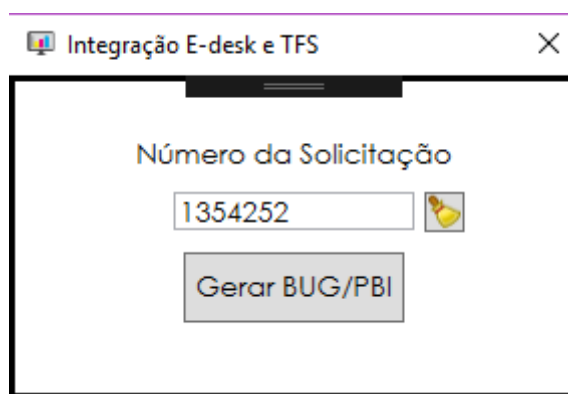 Integração E-desk e TFS
Número da Solicitação
1354252
Gerar BUG/PBI